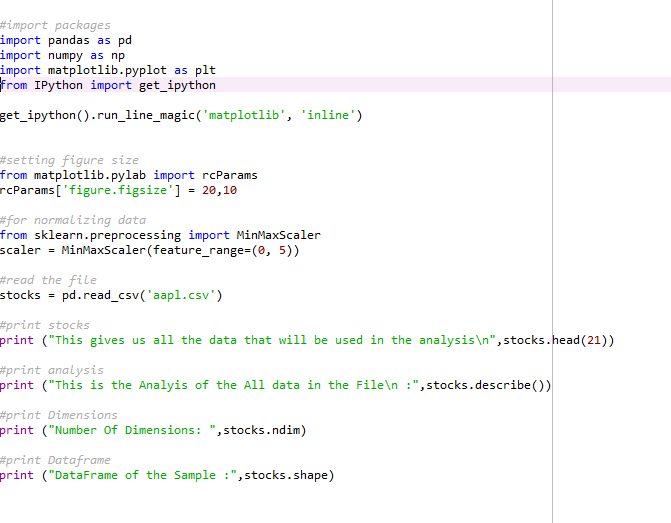 #import packages
import pandas as pd
import numpy as np
import matplotlib.pyplot as plt
from IPython import get_ipython
get_ipython().run_line_magic('matplotlib', 'inline')
#setting figure size
from matplotlib.pylab import rcParams
rcParams['figure.figsize'] = 20,10
#for normalizing data
from sklearn.preprocessing import MinMaxScaler
scaler = MinMaxScaler(feature_range=(0, 5))
#read the file
stocks = pd.read_csv('aapl.csv')
#print stocks
print ("This gives us all the data that will be used in the analysis\n",stocks.head(21))
#print analysis
print ("This is the Analyis of the All data in the File\n :",stocks.describe())
#print Dimensions
print ("Number Of Dimensions: ",stocks.ndim)
#print Dataframe
print ("DataFrame of the Sample :",stocks.shape)